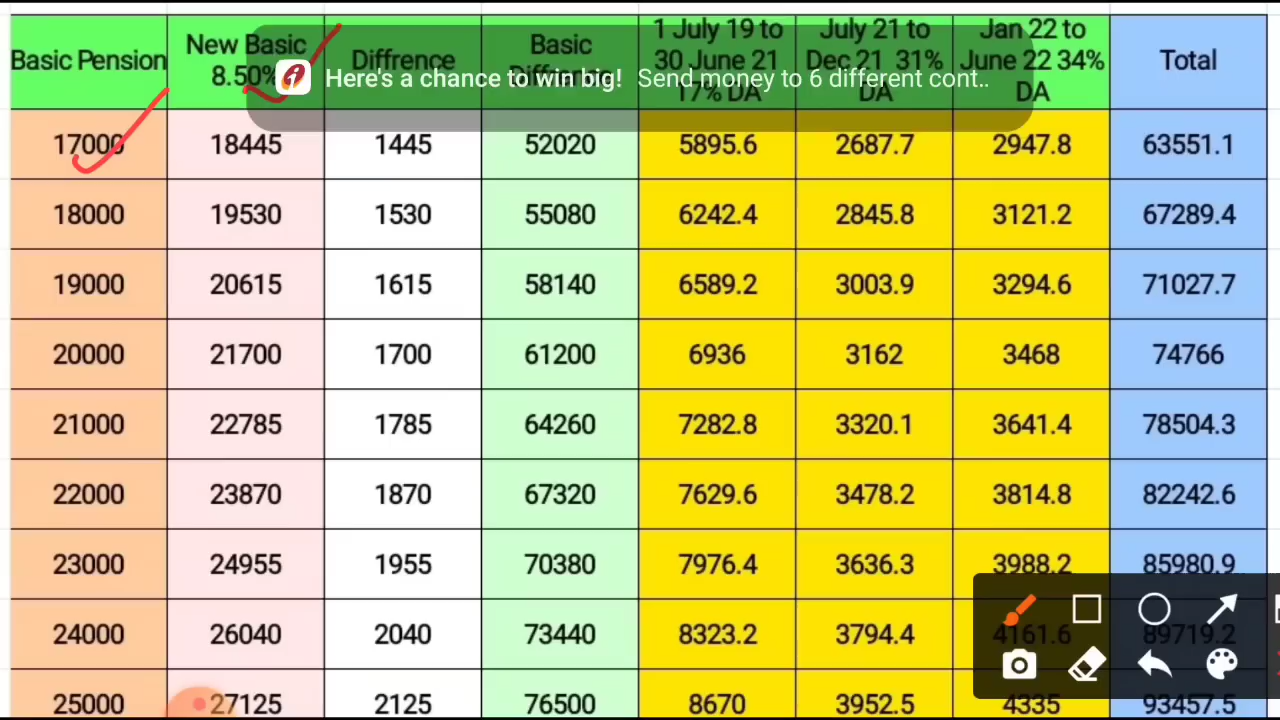 Basic Pension New Basic 8.50% Diffrence Basic 1 July 19 to 30 June 21 17% DA July 21 to Dec 21 31% DA Jan 22 to June 22 34% DA Total
Here's a chance to win big! Send money to 6 different cont..
17000 18445 1445 52020 5895.6 2687.7 2947.8 63551.1
18000 19530 1530 55080 6242.4 2845.8 3121.2 67289.4
19000 20615 1615 58140 6589.2 3003.9 3294.6 71027.7
20000 21700 1700 61200 6936 3162 3468 74766
21000 22785 1785 64260 7282.8 3320.1 3641.4 78504.3
22000 23870 1870 67320 7629.6 3478.2 3814.8 82242.6
23000 24955 1955 70380 7976.4 3636.3 3988.2 85980.9
24000 26040 2040 73440 8323.2 3794.4 4161.6 89719.2
25000 27125 2125 76500 8670 3952.5 4335 93457.5